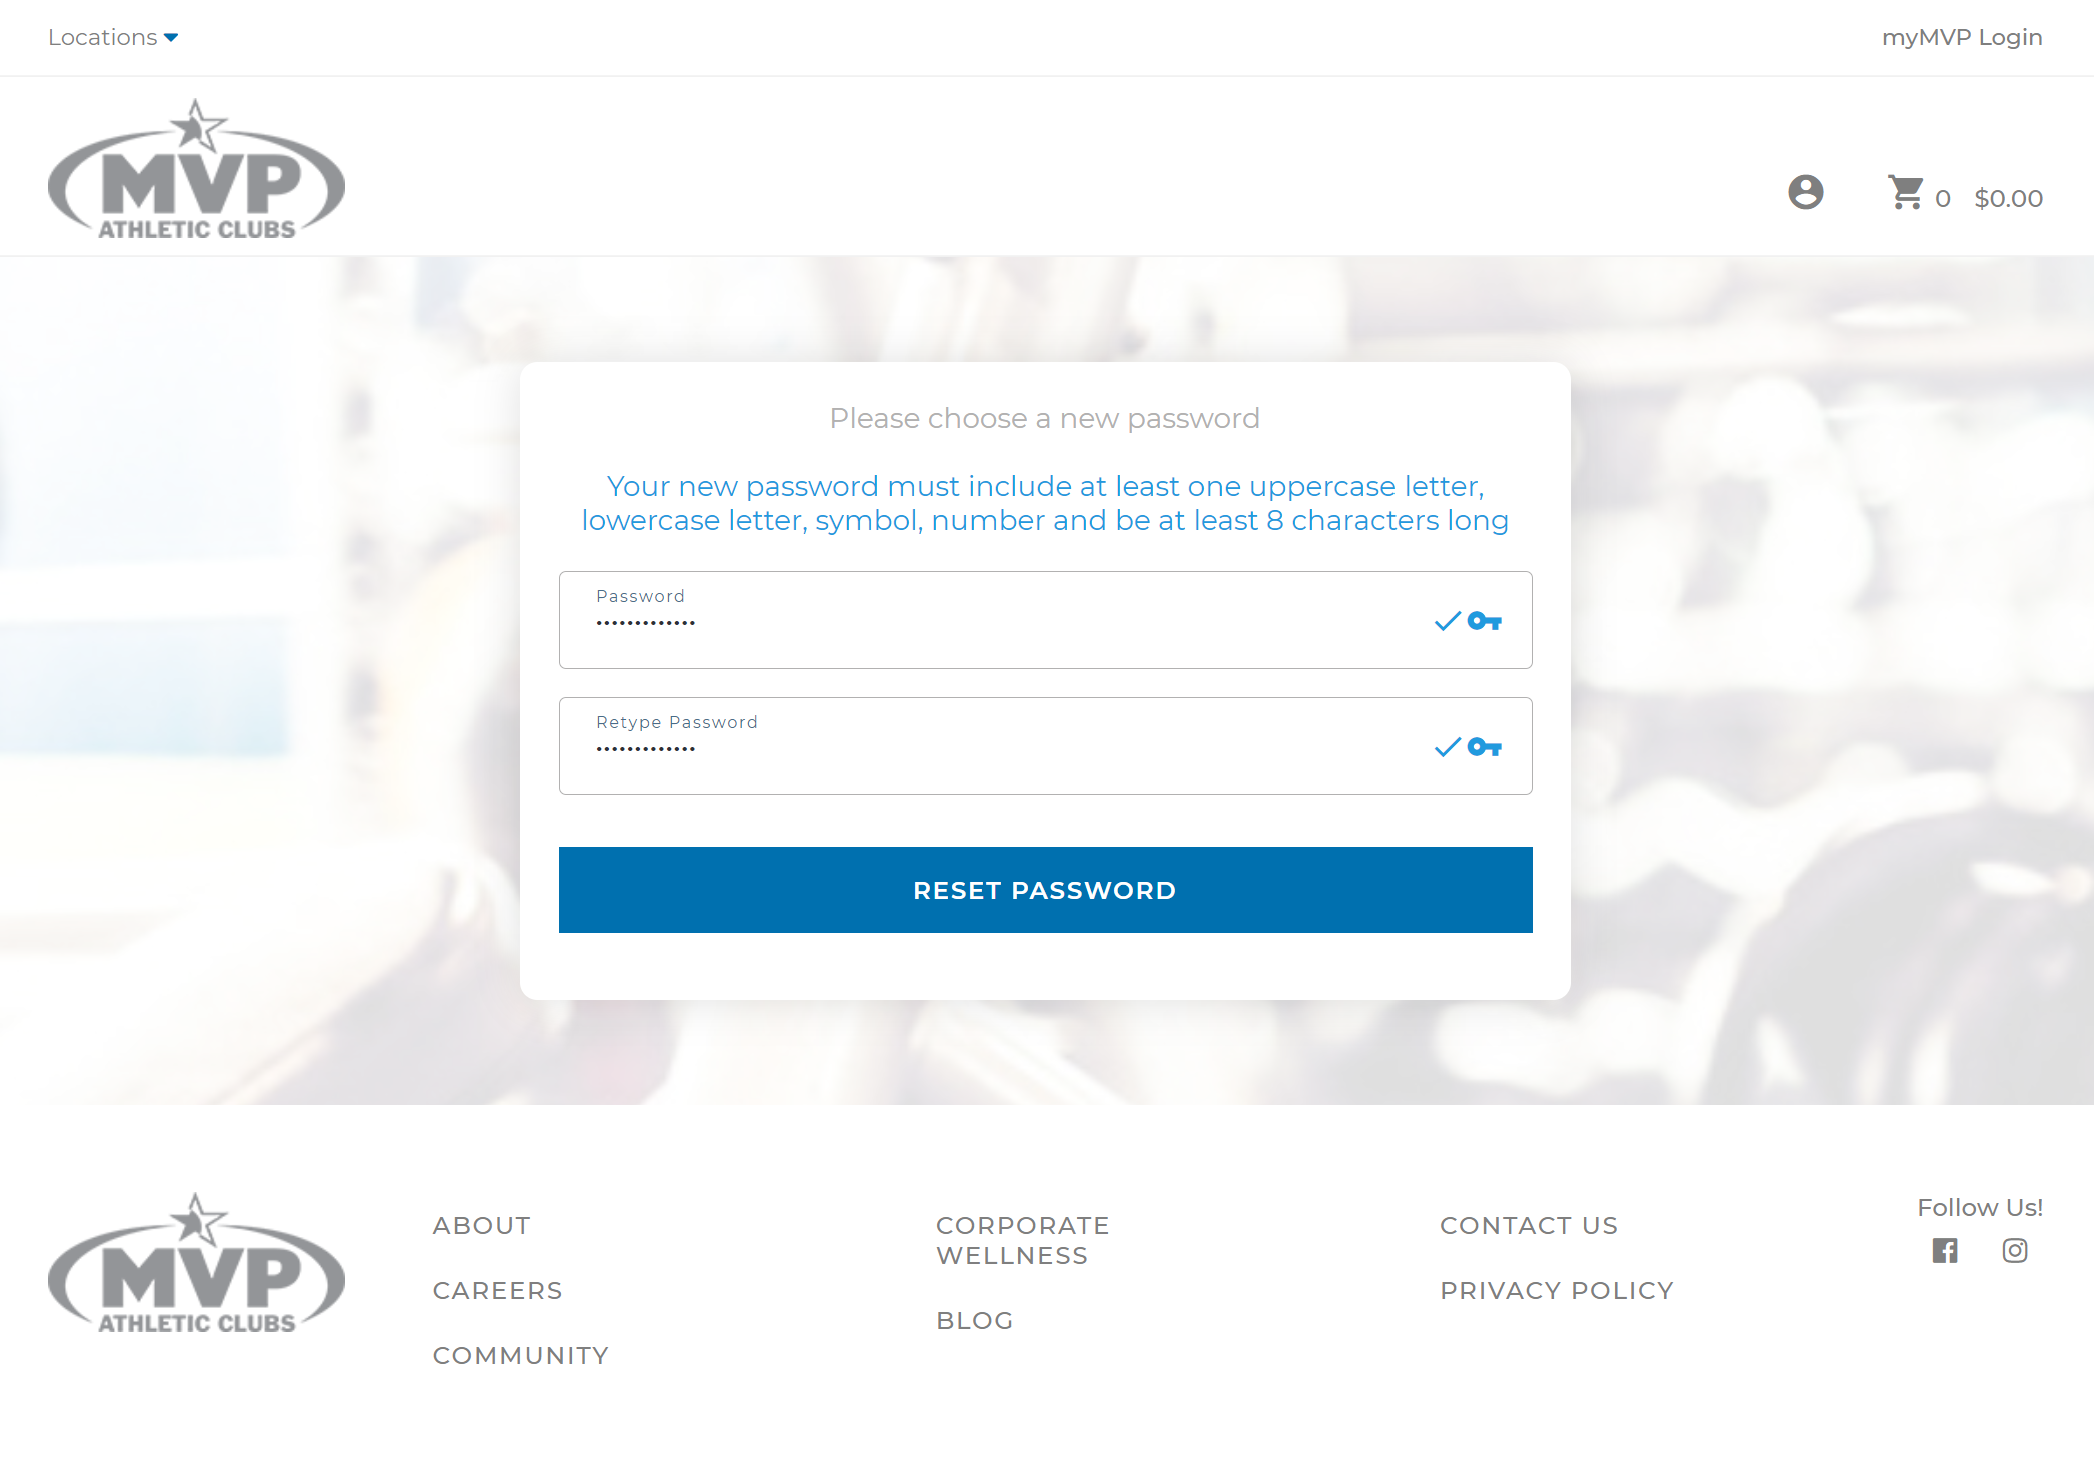 Locations
myMVP Login
MVP
ATHLETIC CLUBS
0 $0.00
Please choose a new password
Your new password must include at least one uppercase letter,
lowercase letter, symbol, number and be at least 8 characters long
Password
•••••••••••••
Retype Password
•••••••••••••
RESET PASSWORD
MVP
ATHLETIC CLUBS
ABOUT
CAREERS
COMMUNITY
CORPORATE
WELLNESS
BLOG
CONTACT US
PRIVACY POLICY
Follow Us!